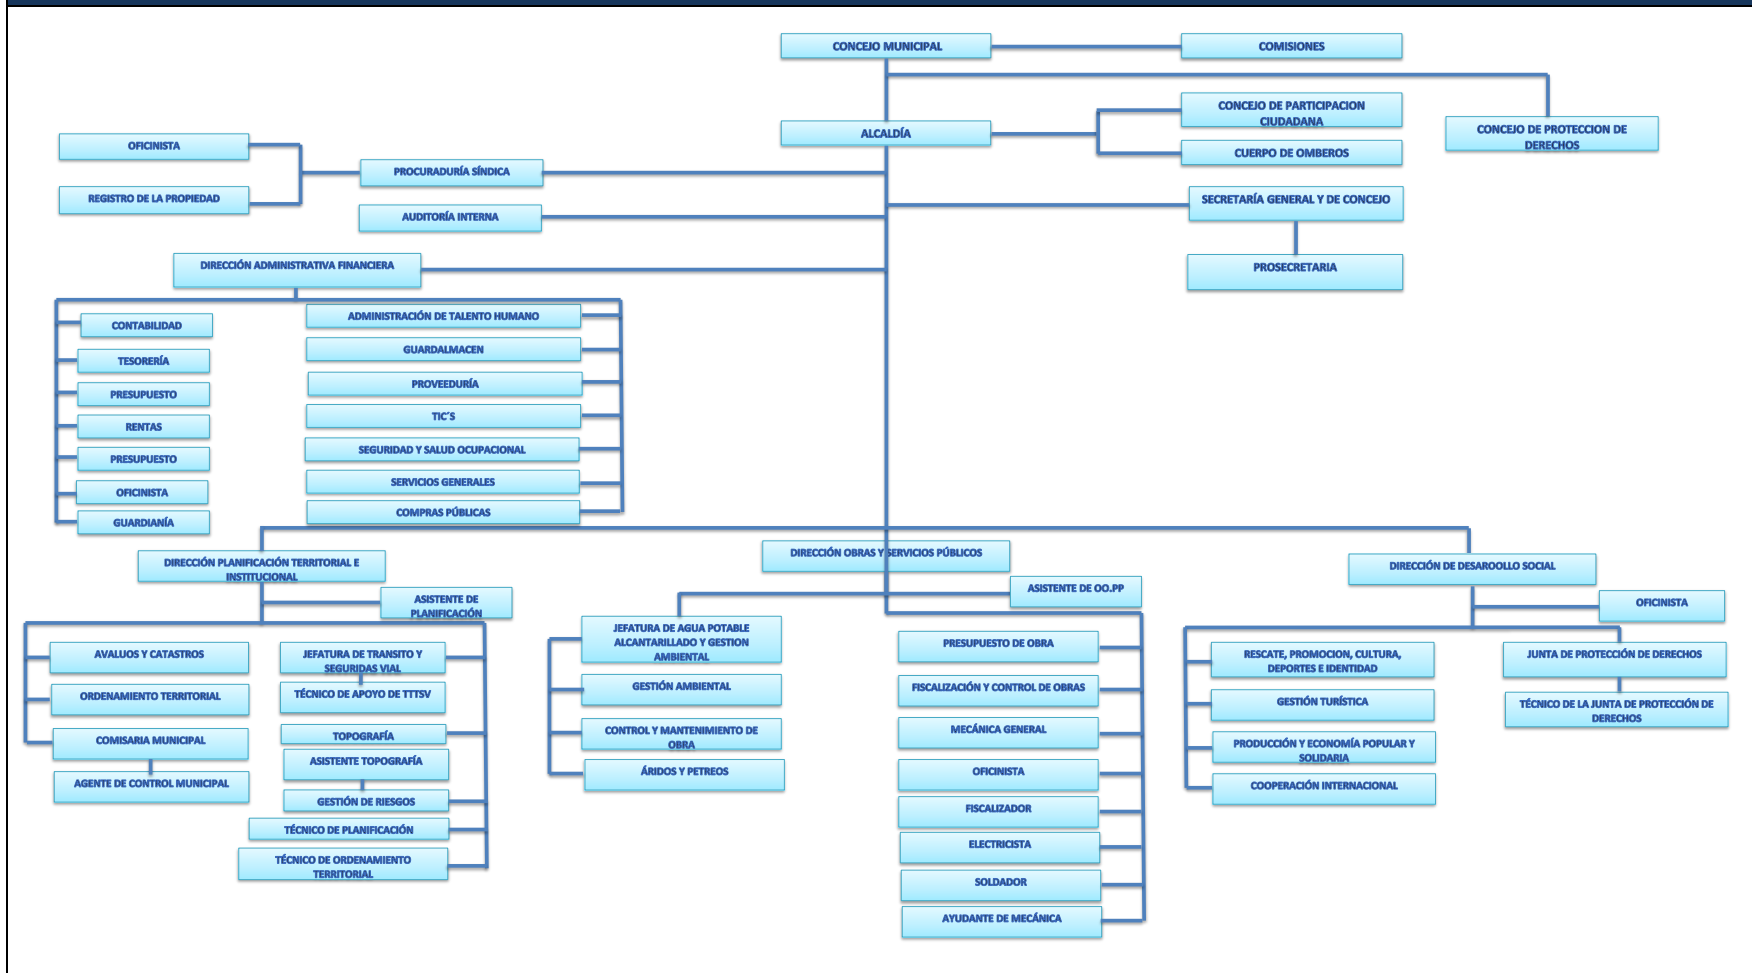 CONCEJO MUNICIPAL
COMISIONES
CONCEJO DE PARTICIPACION
CIUDADANA
ALCALDÍA
CONCEJO DE PROTECCION DE
DERECHOS
CUERPO DE OMBEROS
OFICINISTA
PROCURADURÍA SÍNDICA
REGISTRO DE LA PROPIEDAD
AUDITORÍA INTERNA
SECRETARÍA GENERAL Y DE CONCEJO
PROSECRETARIA
DIRECCIÓN ADMINISTRATIVA FINANCIERA
CONTABILIDAD
TESORERÍA
PRESUPUESTO
RENTAS
PRESUPUESTO
OFICINISTA
GUARDIANÍA
ADMINISTRACIÓN DE TALENTO HUMANO
GUARDALMACEN
PROVEEDURÍA
TIC´S
SEGURIDAD Y SALUD OCUPACIONAL
SERVICIOS GENERALES
COMPRAS PÚBLICAS
DIRECCIÓN PLANIFICACIÓN TERRITORIAL E
INSTITUCIONAL
ASISTENTE DE
PLANIFICACIÓN
AVALUOS Y CATASTROS
ORDENAMIENTO TERRITORIAL
COMISARIA MUNICIPAL
AGENTE DE CONTROL MUNICIPAL
JEFATURA DE TRANSITO Y
SEGURIDAS VIAL
TÉCNICO DE APOYO DE TTTSV
TOPOGRAFÍA
ASISTENTE TOPOGRAFÍA
GESTIÓN DE RIESGOS
TÉCNICO DE PLANIFICACIÓN
TÉCNICO DE ORDENAMIENTO
TERRITORIAL
DIRECCIÓN OBRAS Y SERVICIOS PÚBLICOS
ASISTENTE DE OO.PP
JEFATURA DE AGUA POTABLE
ALCANTARILLADO Y GESTION
AMBIENTAL
GESTIÓN AMBIENTAL
CONTROL Y MANTENIMIENTO DE
OBRA
ÁRIDOS Y PETREOS
PRESUPUESTO DE OBRA
FISCALIZACIÓN Y CONTROL DE OBRAS
MECÁNICA GENERAL
OFICINISTA
FISCALIZADOR
ELECTRICISTA
SOLDADOR
AYUDANTE DE MECÁNICA
DIRECCIÓN DE DESAROOLLO SOCIAL
OFICINISTA
RESCATE, PROMOCION, CULTURA,
DEPORTES E IDENTIDAD
GESTIÓN TURÍSTICA
PRODUCCIÓN Y ECONOMÍA POPULAR Y
SOLIDARIA
COOPERACIÓN INTERNACIONAL
JUNTA DE PROTECCIÓN DE DERECHOS
TÉCNICO DE LA JUNTA DE PROTECCIÓN DE
DERECHOS